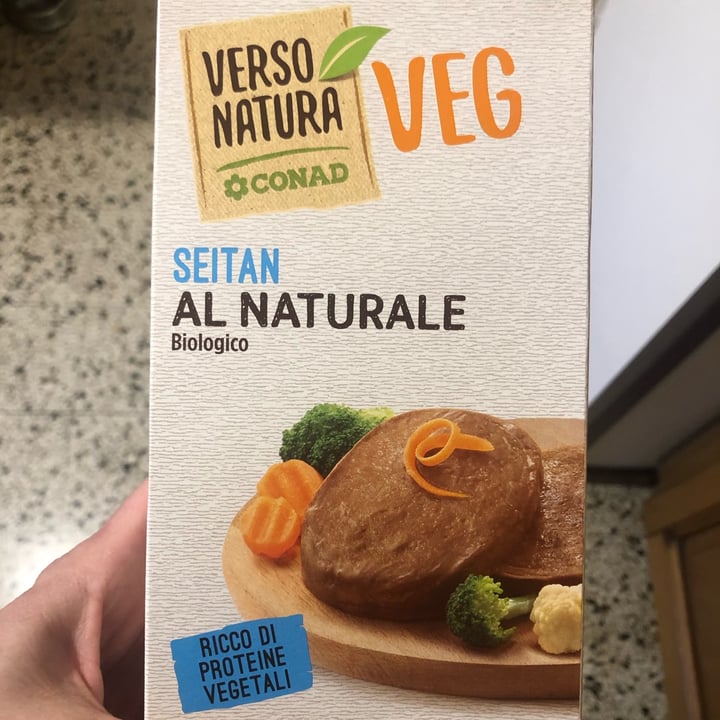 VERSO
NATURA
CONAD
VEG
SEITAN
AL NATURALE
Biologico
RICCO DI
PROTEINE
VEGETALI